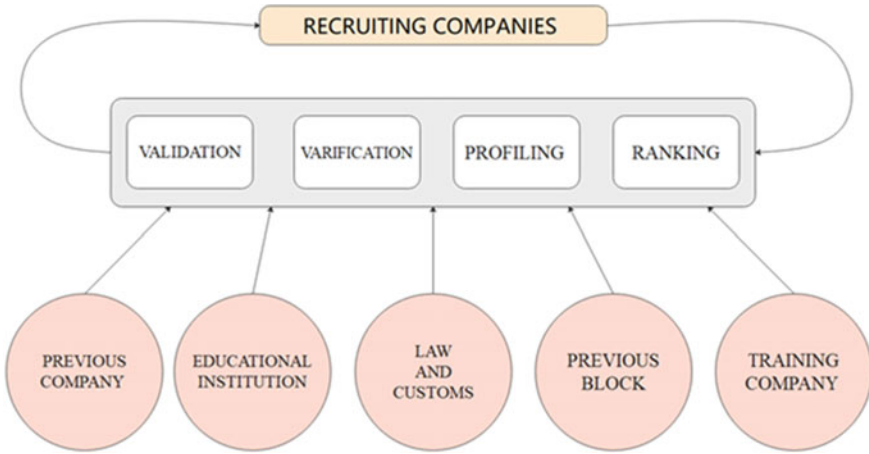 RECRUITING COMPANIES
VALIDATION
VARIFICATION
PROFILING
RANKING
PREVIOUS
COMPANY
EDUCATIONAL
INSTITUTION
LAW
AND
CUSTOMS
PREVIOUS
BLOCK
TRAINING
COMPANY